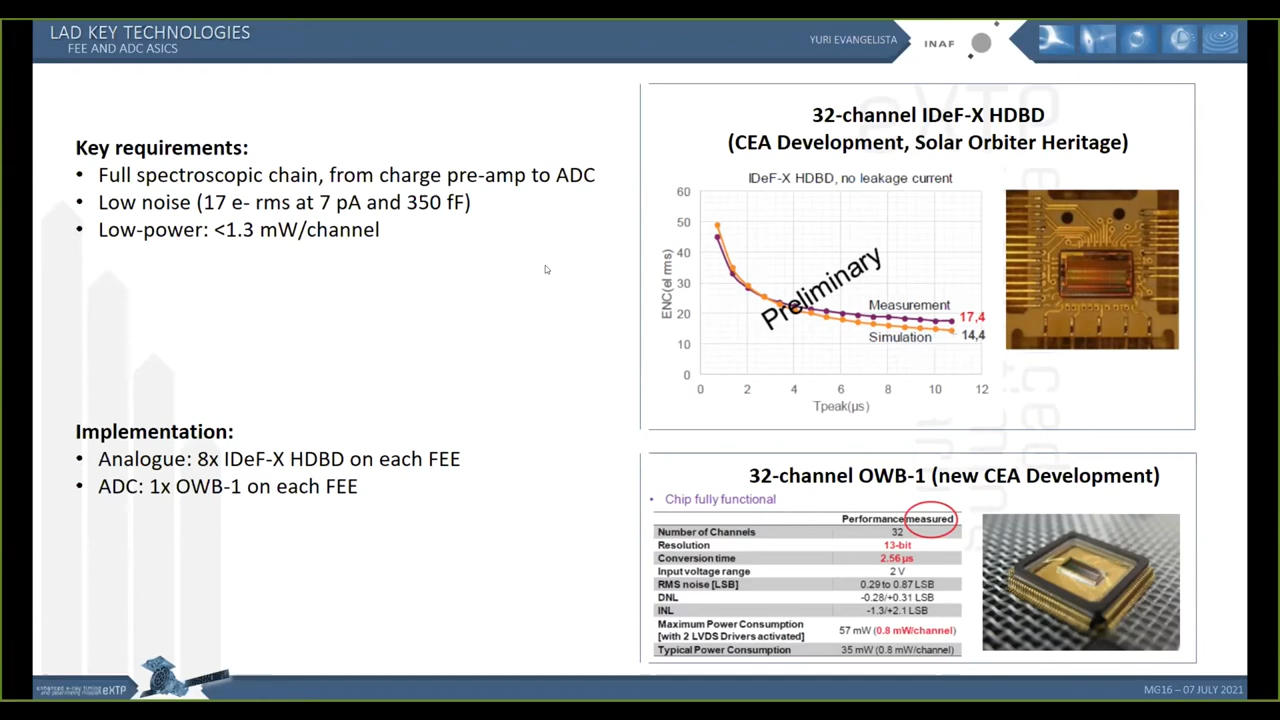 LAD KEY TECHNOLOGIES
FEE AND ADC ASICS
YURI EVANGELISTA
INAF
Key requirements:
• Full spectroscopic chain, from charge pre-amp to ADC
• Low noise (17 e- rms at 7 pA and 350 fF)
• Low-power: <1.3 mW/channel
Implementation:
• Analogue: 8x IDeF-X HDBD on each FEE
• ADC: 1x OWB-1 on each FEE
32-channel IDeF-X HDBD
(CEA Development, Solar Orbiter Heritage)
IDeF-X HDBD, no leakage current
ENC(el rms)
60
50
40
30
20
10
0
Preliminary
Measurement
17,4
Simulation
14,4
0 2 4 6 8 10 12
Tpeak(µs)
32-channel OWB-1 (new CEA Development)
• Chip fully functional
Performance measured
Number of Channels 32
Resolution 13-bit
Conversion time 2.56 µs
Input voltage range 2 V
RMS noise [LSB] 0.29 to 0.87 LSB
DNL -0.28/+0.31 LSB
INL -1.3/+2.1 LSB
Maximum Power Consumption
[with 2 LVDS Drivers activated] 57 mW (0.8 mW/channel)
Typical Power Consumption 35 mW (0.8 mW/channel)
enhanced x-ray timing
and polarimetry mission eXTP
MG16 – 07 JULY 2021